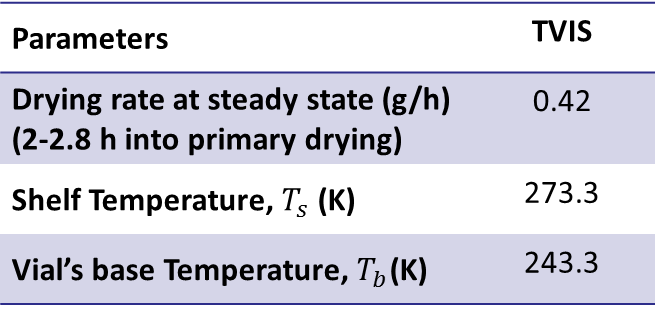 Parameters TVIS
Drying rate at steady state (g/h) 0.42
(2-2.8 h into primary drying)
Shelf Temperature, Tₛ (K) 273.3
Vial's base Temperature, T_b (K) 243.3